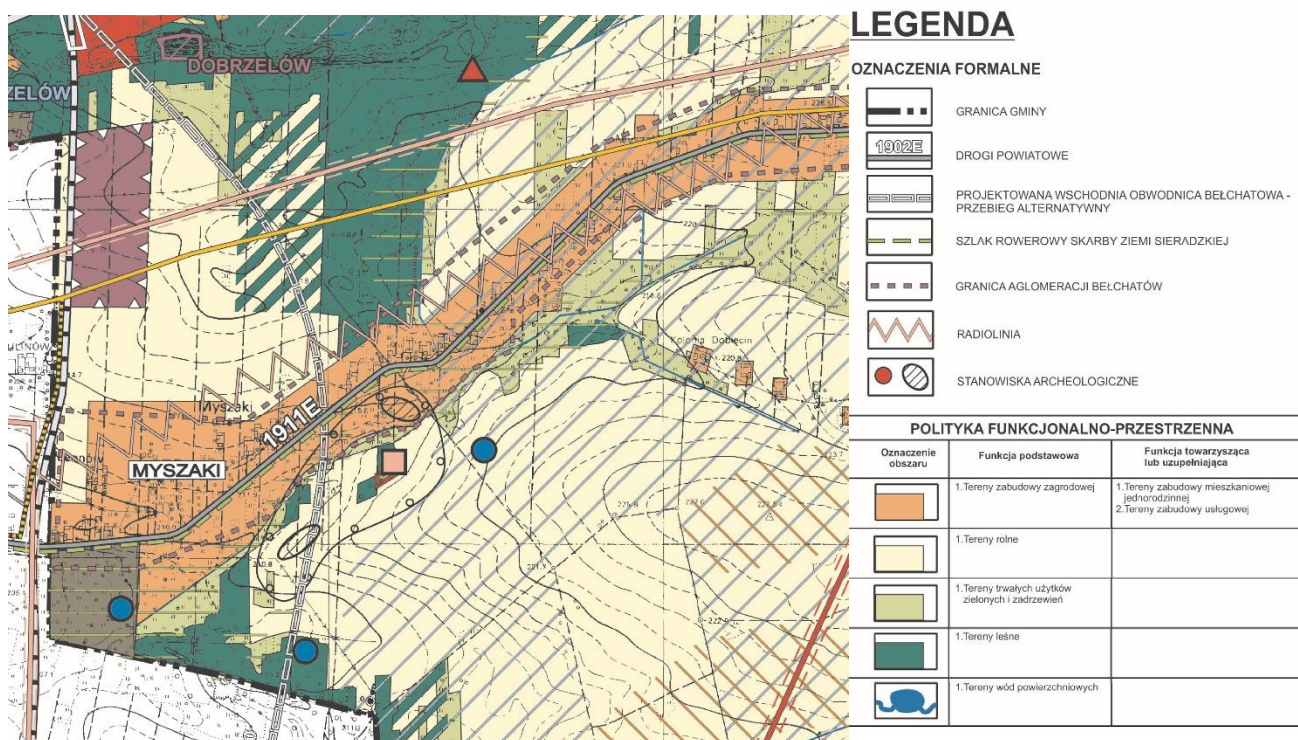 DOBRZELÓW
ZELÓW
Myszaki
MYSZAKI
1911E
Kolonia Dobiecin
LEGENDA
OZNACZENIA FORMALNE
GRANICA GMINY
1902E
DROGI POWIATOWE
PROJEKTOWANA WSCHODNIA OBWODNICA BEŁCHATOWA -
PRZEBIEG ALTERNATYWNY
SZLAK ROWEROWY SKARBY ZIEMI SIERADZKIEJ
GRANICA AGLOMERACJI BEŁCHATÓW
RADIOLINIA
STANOWISKA ARCHEOLOGICZNE
POLITYKA FUNKCJONALNO-PRZESTRZENNA
Oznaczenie
obszaru
Funkcja podstawowa
Funkcja towarzysząca
lub uzupełniająca
1.Tereny zabudowy zagrodowej
1.Tereny zabudowy mieszkaniowej
jednorodzinnej
2.Tereny zabudowy usługowej
1.Tereny rolne
1.Tereny trwałych użytków
zielonych i zadrzewień
1.Tereny leśne
1.Tereny wód powierzchniowych